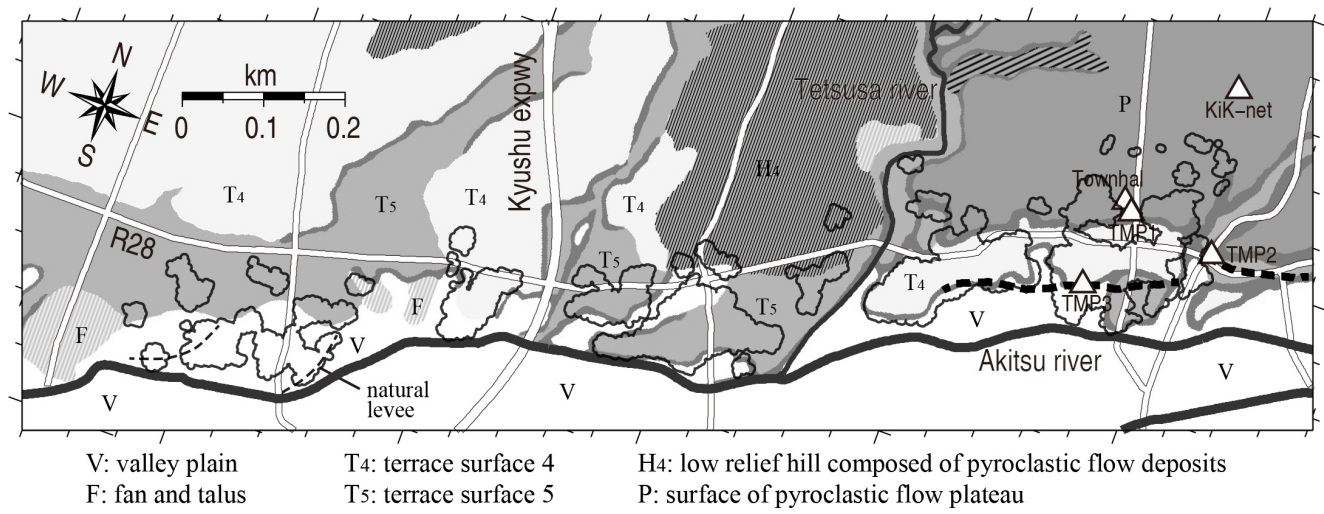 N
W
E
S
km
0
0.1
0.2
Kyushu expwy
Tetsusa river
P
KiK-net
H4
T4
T5
T4
T4
Townhal
TMP1
R28
TMP2
T5
T4
TMP3
T5
F
F
V
V
Akitsu river
natural
levee
V
V
V
V: valley plain
T4: terrace surface 4
H4: low relief hill composed of pyroclastic flow deposits
F: fan and talus
T5: terrace surface 5
P: surface of pyroclastic flow plateau